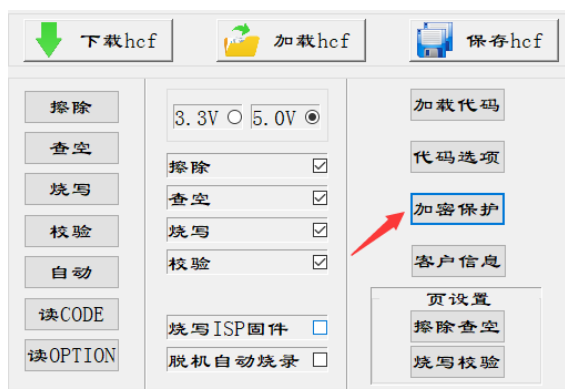 下载hcf
加载hcf
保存hcf
擦除
查空
烧写
校验
自动
读CODE
读OPTION
3.3V
5.0V
擦除
查空
烧写
校验
烧写ISP固件
脱机自动烧录
加载代码
代码选项
加密保护
客户信息
页设置
擦除查空
烧写校验